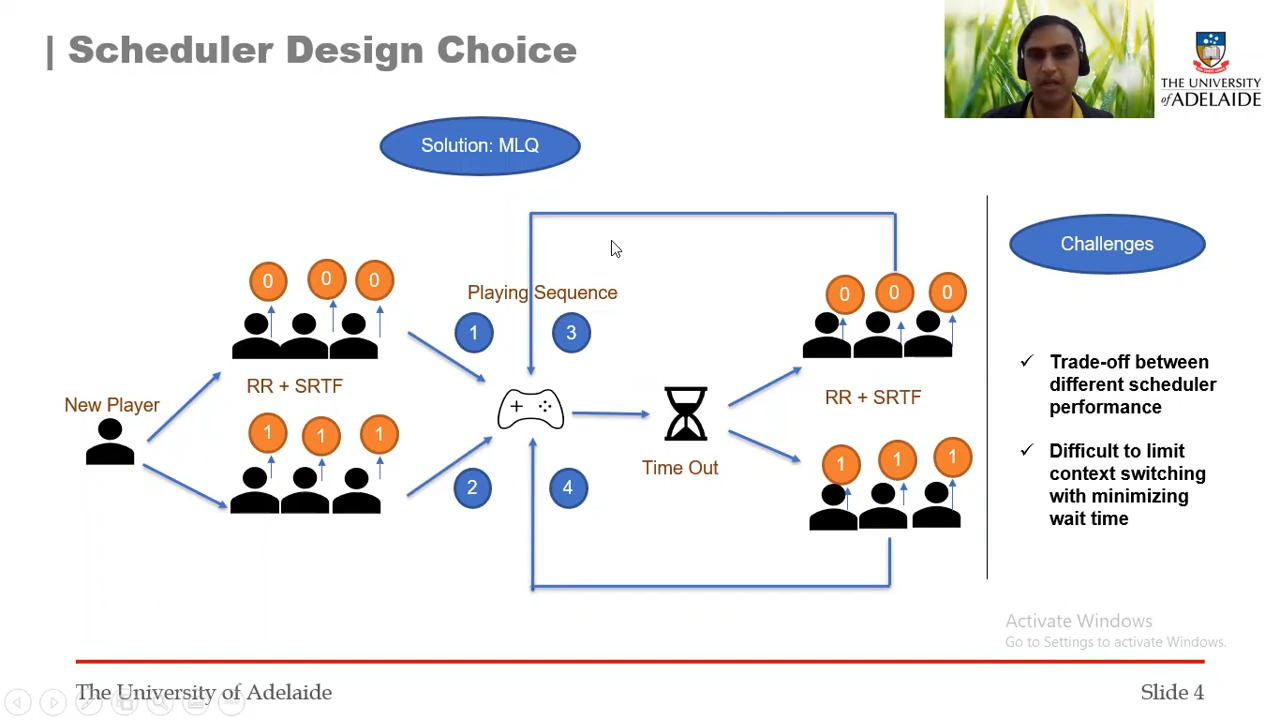 | Scheduler Design Choice
THE UNIVERSITY
of ADELAIDE
Solution: MLQ
Challenges
0 0 0
Playing Sequence
1 3
0 0 0
RR + SRTF
New Player
1 1 1
RR + SRTF
Time Out
1 1 1
2 4
✓ Trade-off between
different scheduler
performance
✓ Difficult to limit
context switching
with minimizing
wait time
Activate Windows
Go to Settings to activate Windows.
The University of Adelaide
Slide 4